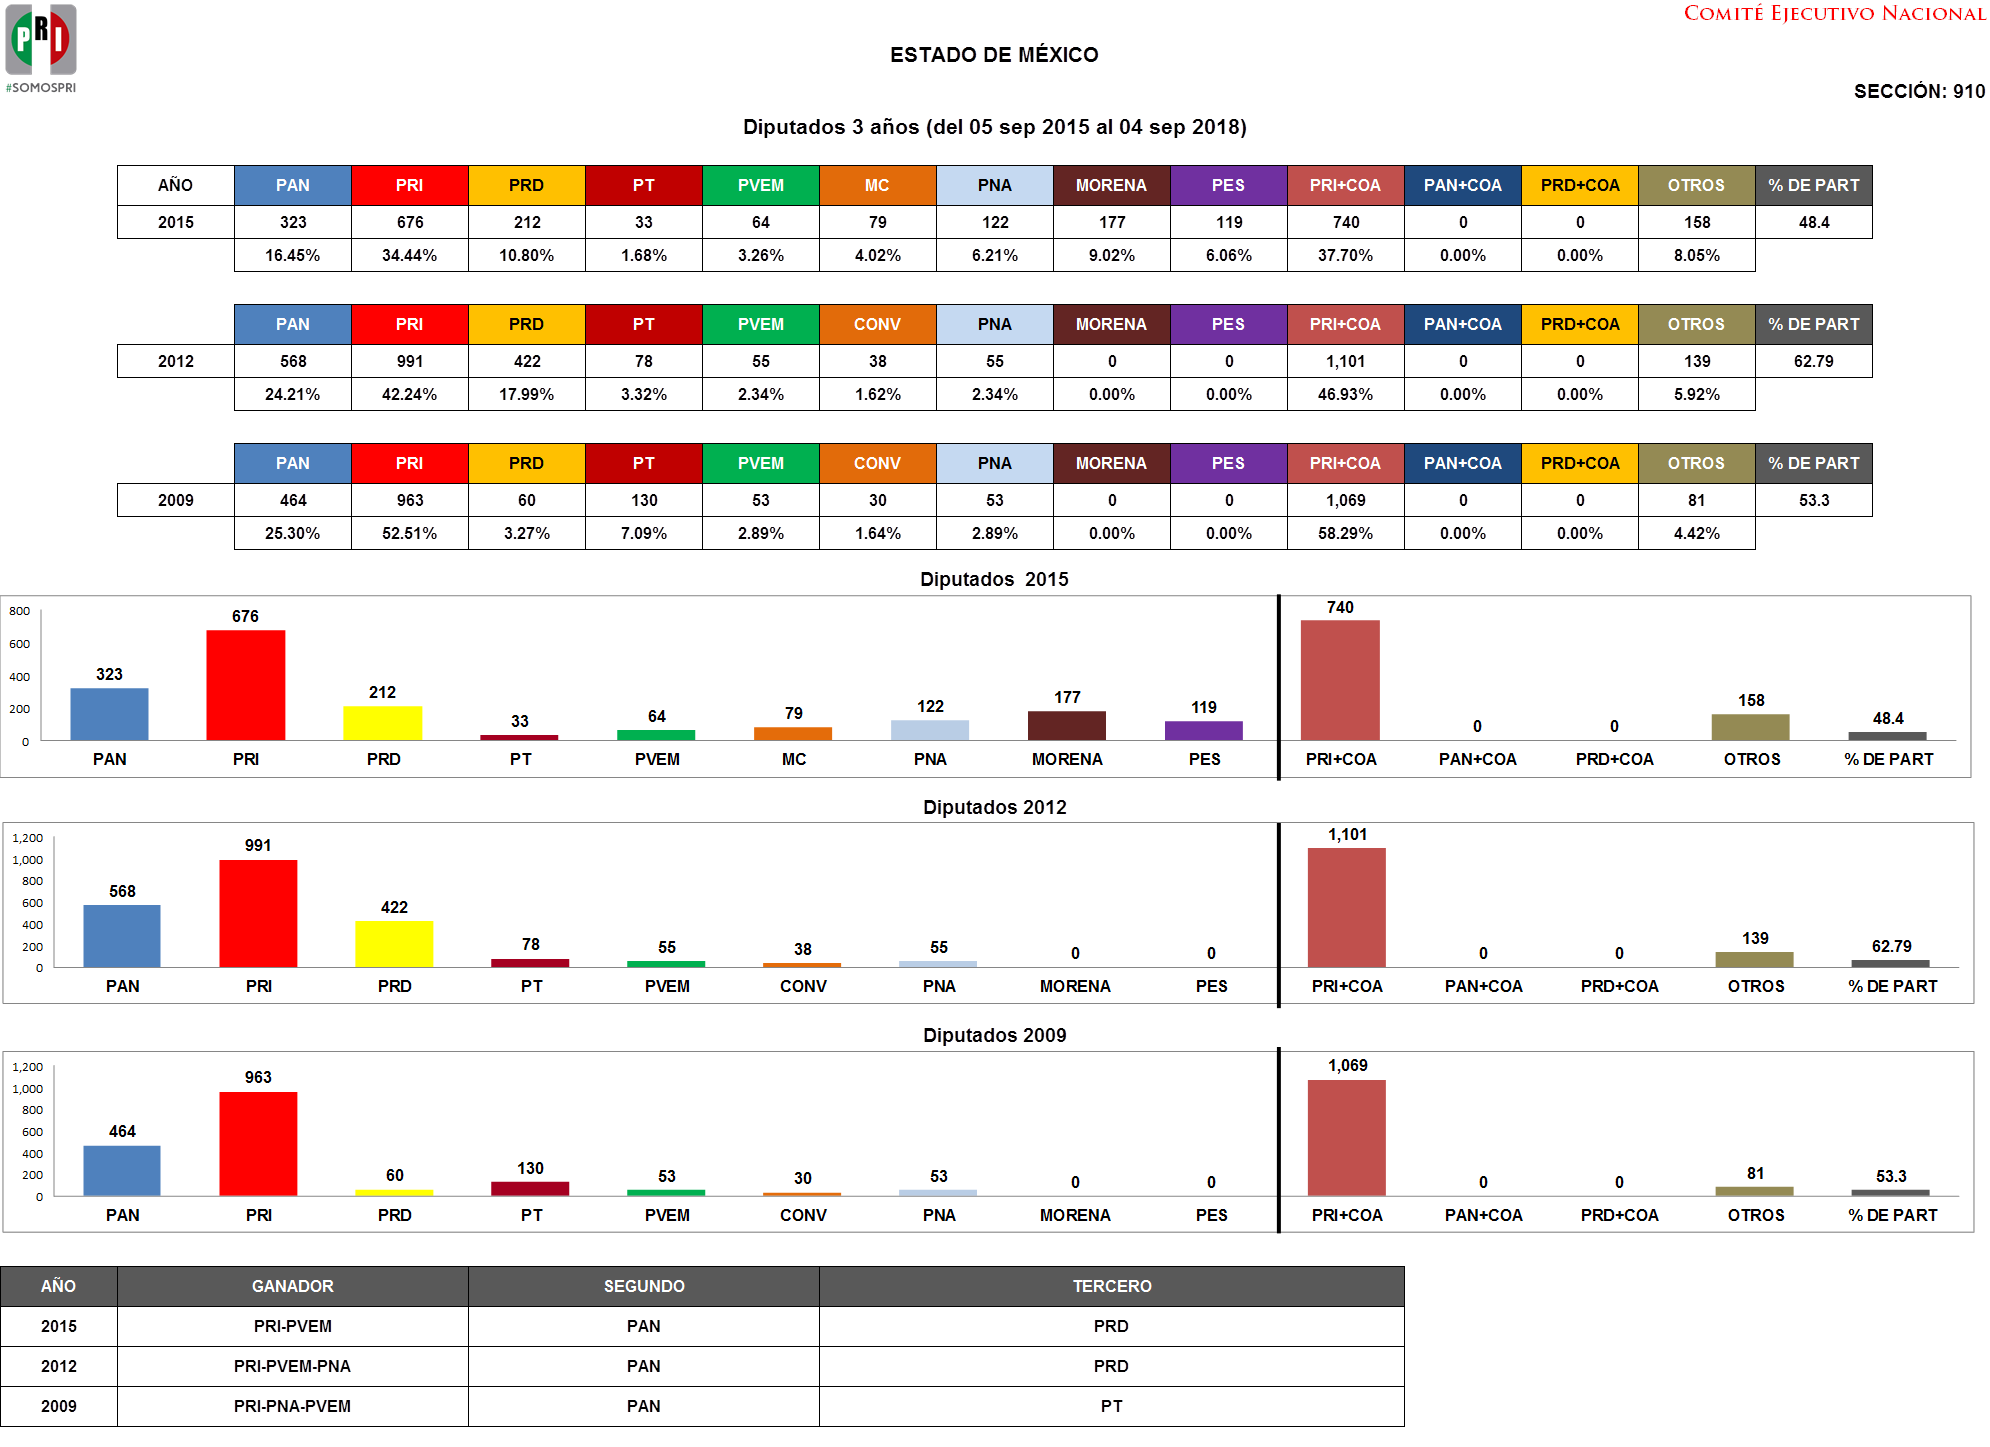 PRI
#SOMOSPRI
COMITÉ EJECUTIVO NACIONAL
ESTADO DE MÉXICO
SECCIÓN: 910
Diputados 3 años (del 05 sep 2015 al 04 sep 2018)
AÑO PAN PRI PRD PT PVEM MC PNA MORENA PES PRI+COA PAN+COA PRD+COA OTROS % DE PART
2015 323 676 212 33 64 79 122 177 119 740 0 0 158 48.4
16.45% 34.44% 10.80% 1.68% 3.26% 4.02% 6.21% 9.02% 6.06% 37.70% 0.00% 0.00% 8.05%
PAN PRI PRD PT PVEM CONV PNA MORENA PES PRI+COA PAN+COA PRD+COA OTROS % DE PART
2012 568 991 422 78 55 38 55 0 0 1,101 0 0 139 62.79
24.21% 42.24% 17.99% 3.32% 2.34% 1.62% 2.34% 0.00% 0.00% 46.93% 0.00% 0.00% 5.92%
PAN PRI PRD PT PVEM CONV PNA MORENA PES PRI+COA PAN+COA PRD+COA OTROS % DE PART
2009 464 963 60 130 53 30 53 0 0 1,069 0 0 81 53.3
25.30% 52.51% 3.27% 7.09% 2.89% 1.64% 2.89% 0.00% 0.00% 58.29% 0.00% 0.00% 4.42%
Diputados 2015
800
600
400
200
0
323 676 212 33 64 79 122 177 119 740 0 0 158 48.4
PAN PRI PRD PT PVEM MC PNA MORENA PES PRI+COA PAN+COA PRD+COA OTROS % DE PART
Diputados 2012
1,200
1,000
800
600
400
200
0
568 991 422 78 55 38 55 0 0 1,101 0 0 139 62.79
PAN PRI PRD PT PVEM CONV PNA MORENA PES PRI+COA PAN+COA PRD+COA OTROS % DE PART
Diputados 2009
1,200
1,000
800
600
400
200
0
464 963 60 130 53 30 53 0 0 1,069 0 0 81 53.3
PAN PRI PRD PT PVEM CONV PNA MORENA PES PRI+COA PAN+COA PRD+COA OTROS % DE PART
AÑO GANADOR SEGUNDO TERCERO
2015 PRI-PVEM PAN PRD
2012 PRI-PVEM-PNA PAN PRD
2009 PRI-PNA-PVEM PAN PT